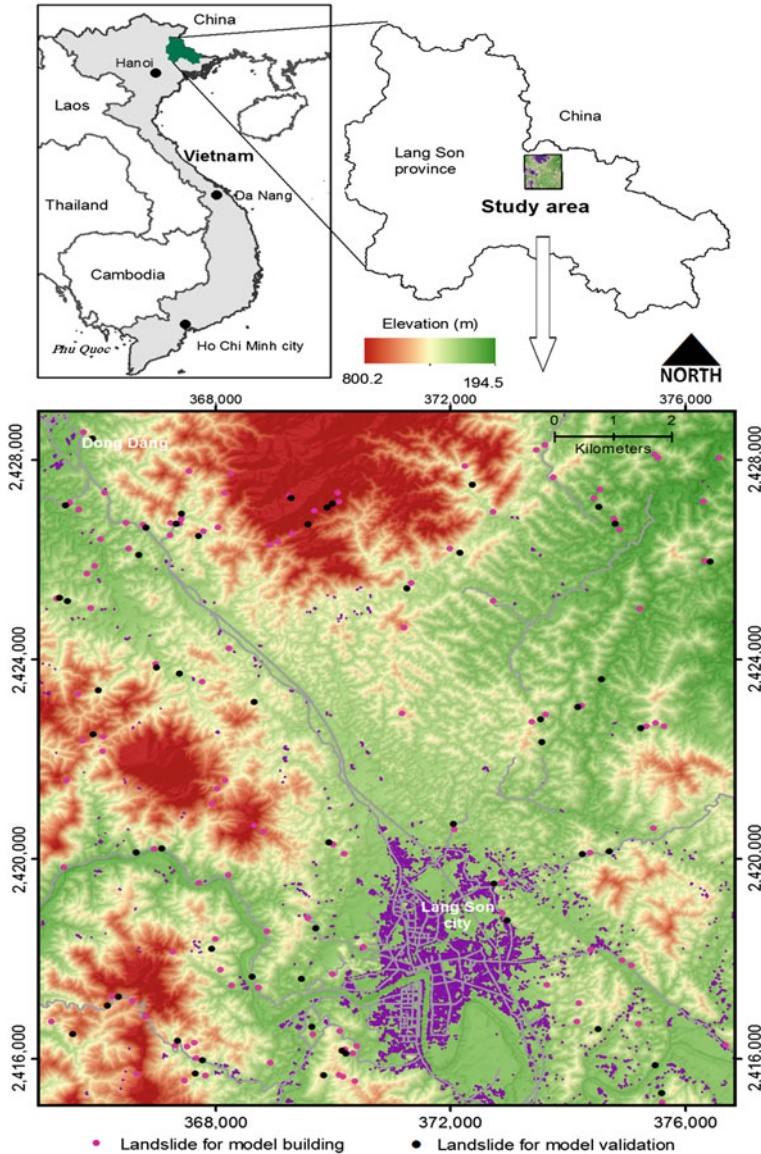 China
Hanoi
Laos
Vietnam
Thailand
Da Nang
Cambodia
Phu Quoc
Ho Chi Minh city
China
Lang Son
province
Study area
Elevation (m)
800.2
194.5
NORTH
368,000
372,000
376,000
0
1
2
Kilometers
Dong Dang
2,428,000
2,428,000
2,424,000
2,424,000
2,420,000
2,420,000
Lang Son
city
2,416,000
2,416,000
368,000
372,000
376,000
Landslide for model building
Landslide for model validation